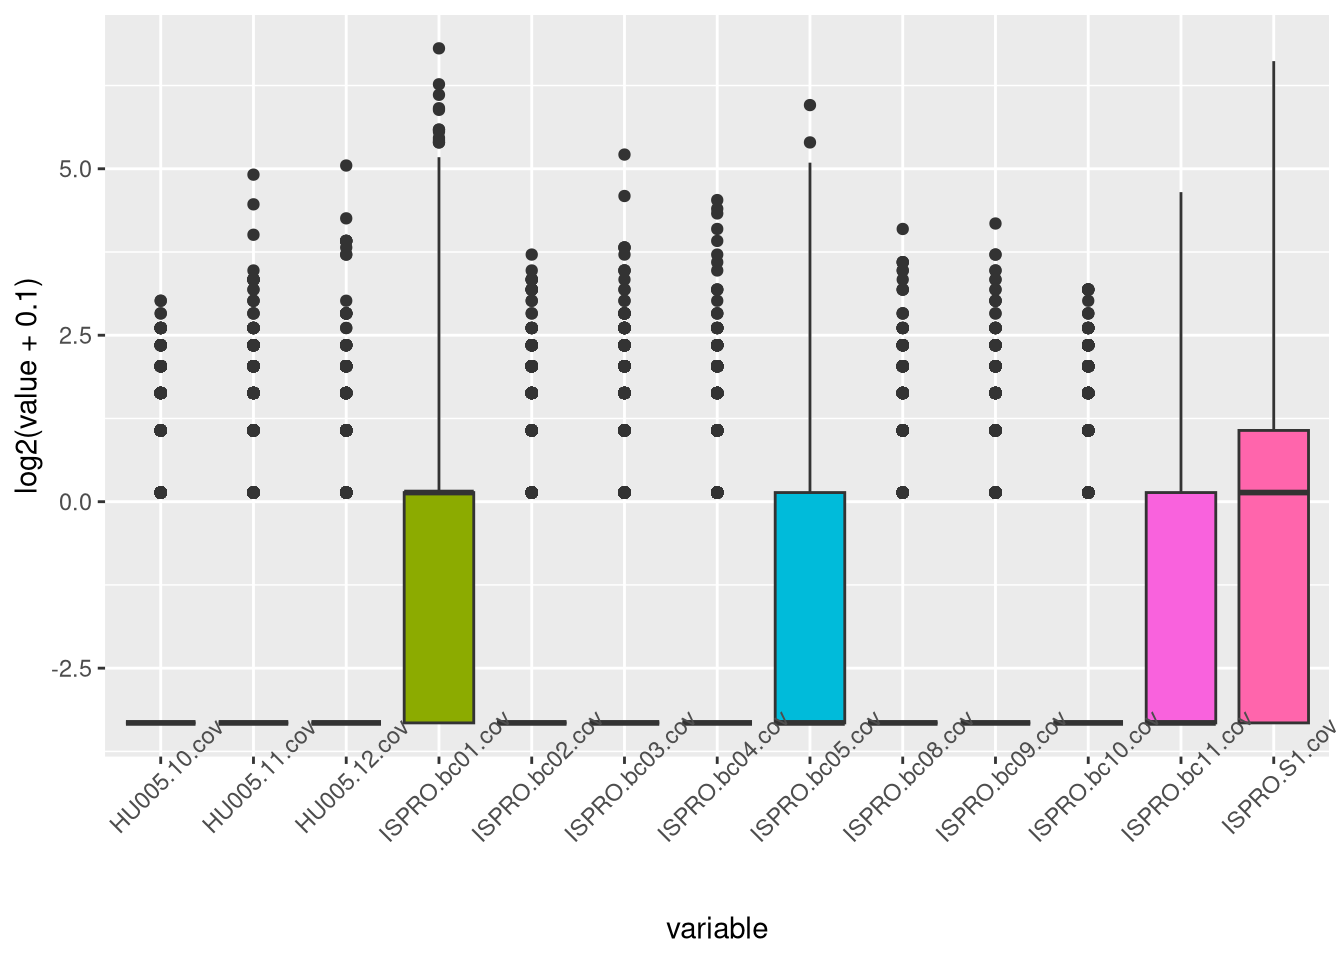 log2(value + 0.1)
5.0
2.5
0.0
-2.5
HU005.10.cov
HU005.11.cov
HU005.12.cov
ISPRO.bc01.cov
ISPRO.bc02.cov
ISPRO.bc03.cov
ISPRO.bc04.cov
ISPRO.bc05.cov
ISPRO.bc08.cov
ISPRO.bc09.cov
ISPRO.bc10.cov
ISPRO.bc11.cov
ISPRO.S1.cov
variable